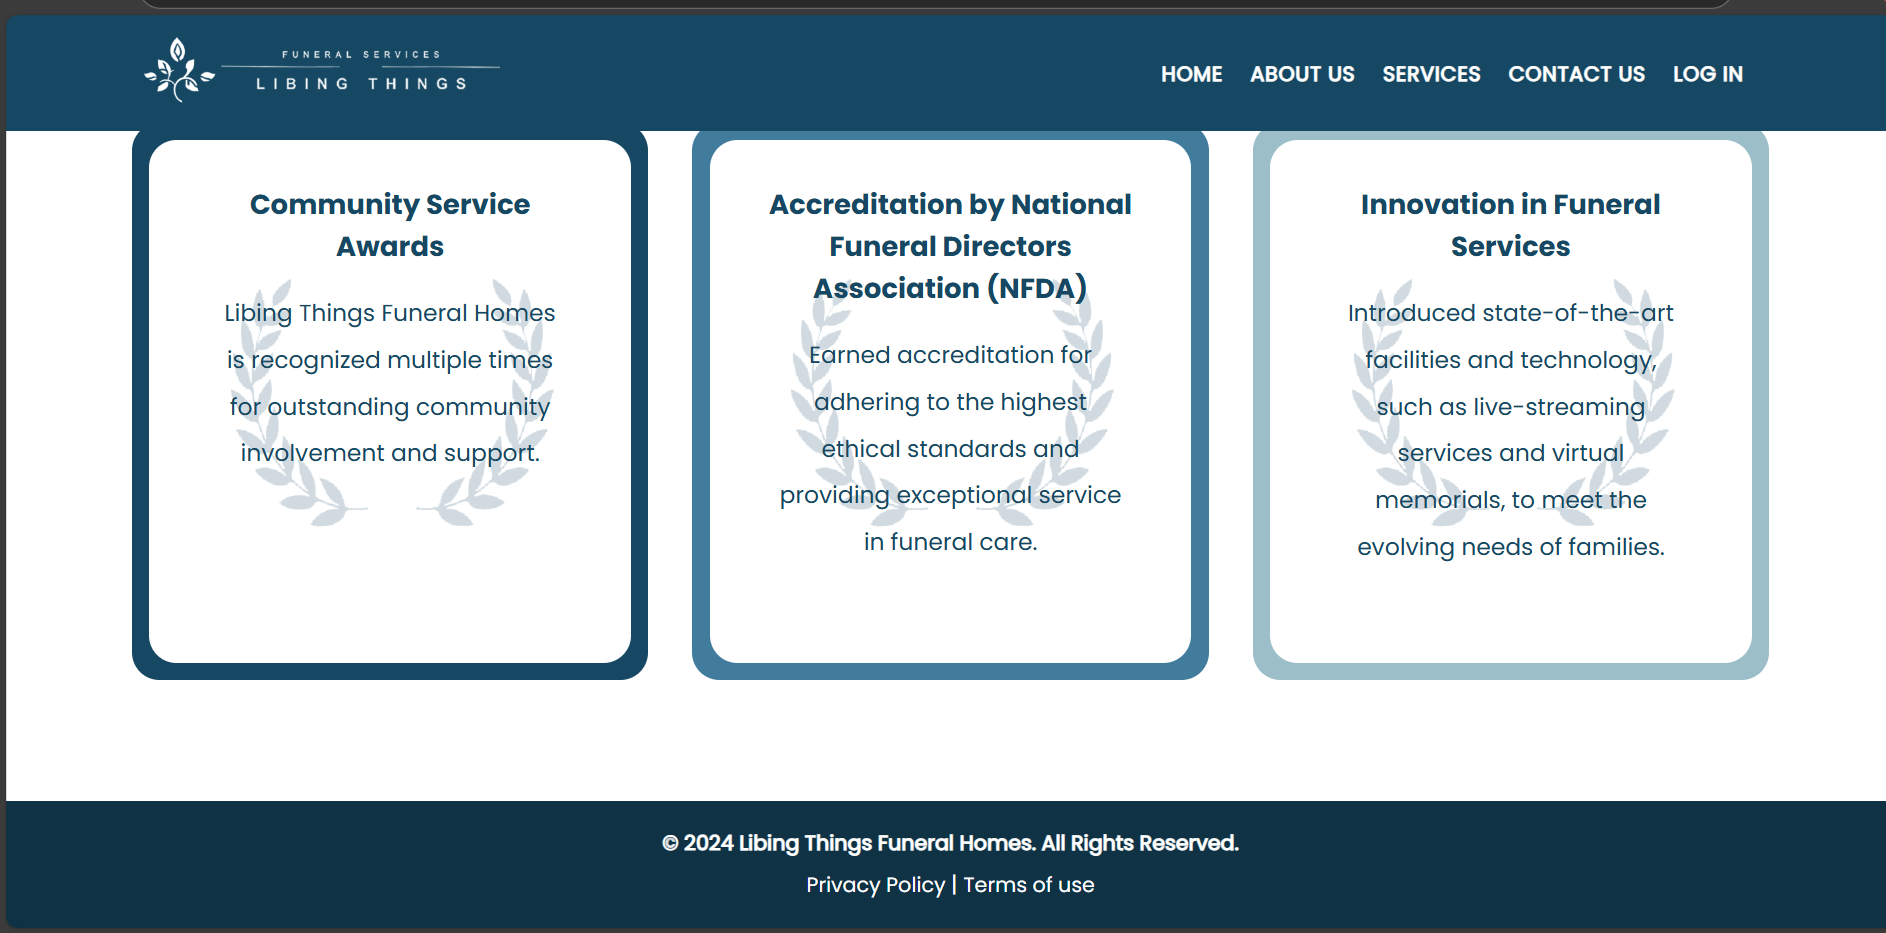 FUNERAL SERVICES
LIBING THINGS
HOME ABOUT US SERVICES CONTACT US LOG IN
Community Service
Awards
Libing Things Funeral Homes
is recognized multiple times
for outstanding community
involvement and support.
Accreditation by National
Funeral Directors
Association (NFDA)
Earned accreditation for
adhering to the highest
ethical standards and
providing exceptional service
in funeral care.
Innovation in Funeral
Services
Introduced state-of-the-art
facilities and technology,
such as live-streaming
services and virtual
memorials, to meet the
evolving needs of families.
© 2024 Libing Things Funeral Homes. All Rights Reserved.
Privacy Policy | Terms of use